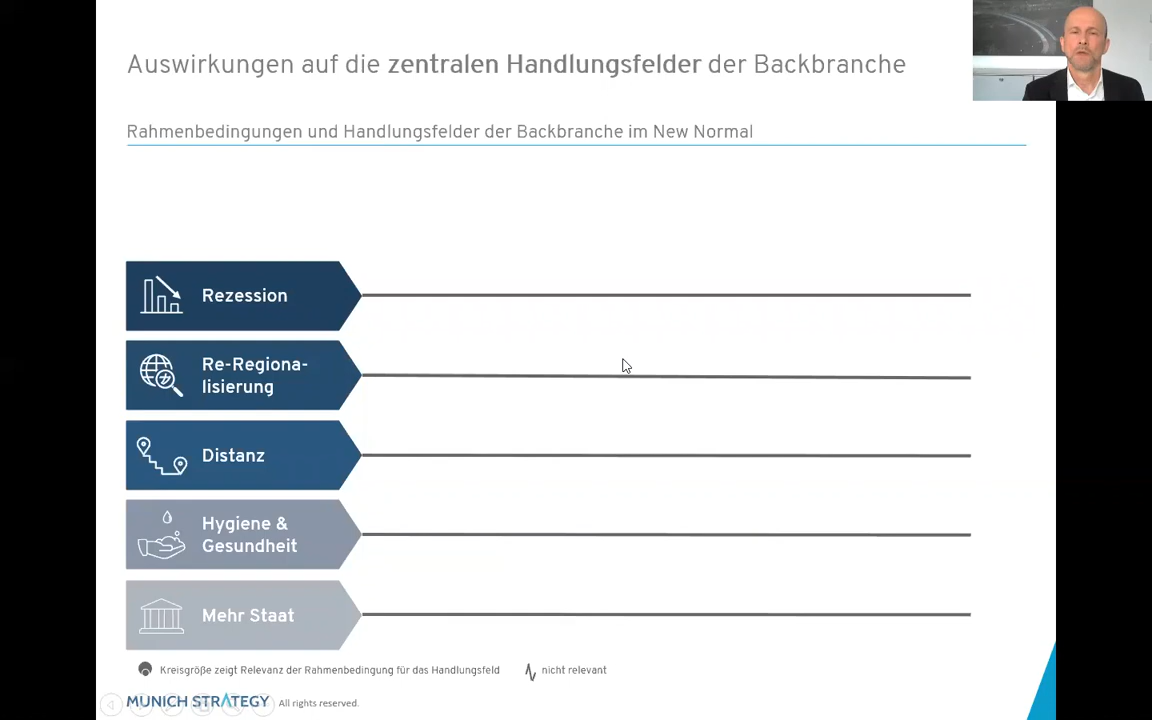 Auswirkungen auf die zentralen Handlungsfelder der Backbranche
Rahmenbedingungen und Handlungsfelder der Backbranche im New Normal
Rezession
Re-Regiona-
lisierung
Distanz
Hygiene &
Gesundheit
Mehr Staat
Kreisgröße zeigt Relevanz der Rahmenbedingung für das Handlungsfeld
nicht relevant
MUNICH STRATEGY All rights reserved.